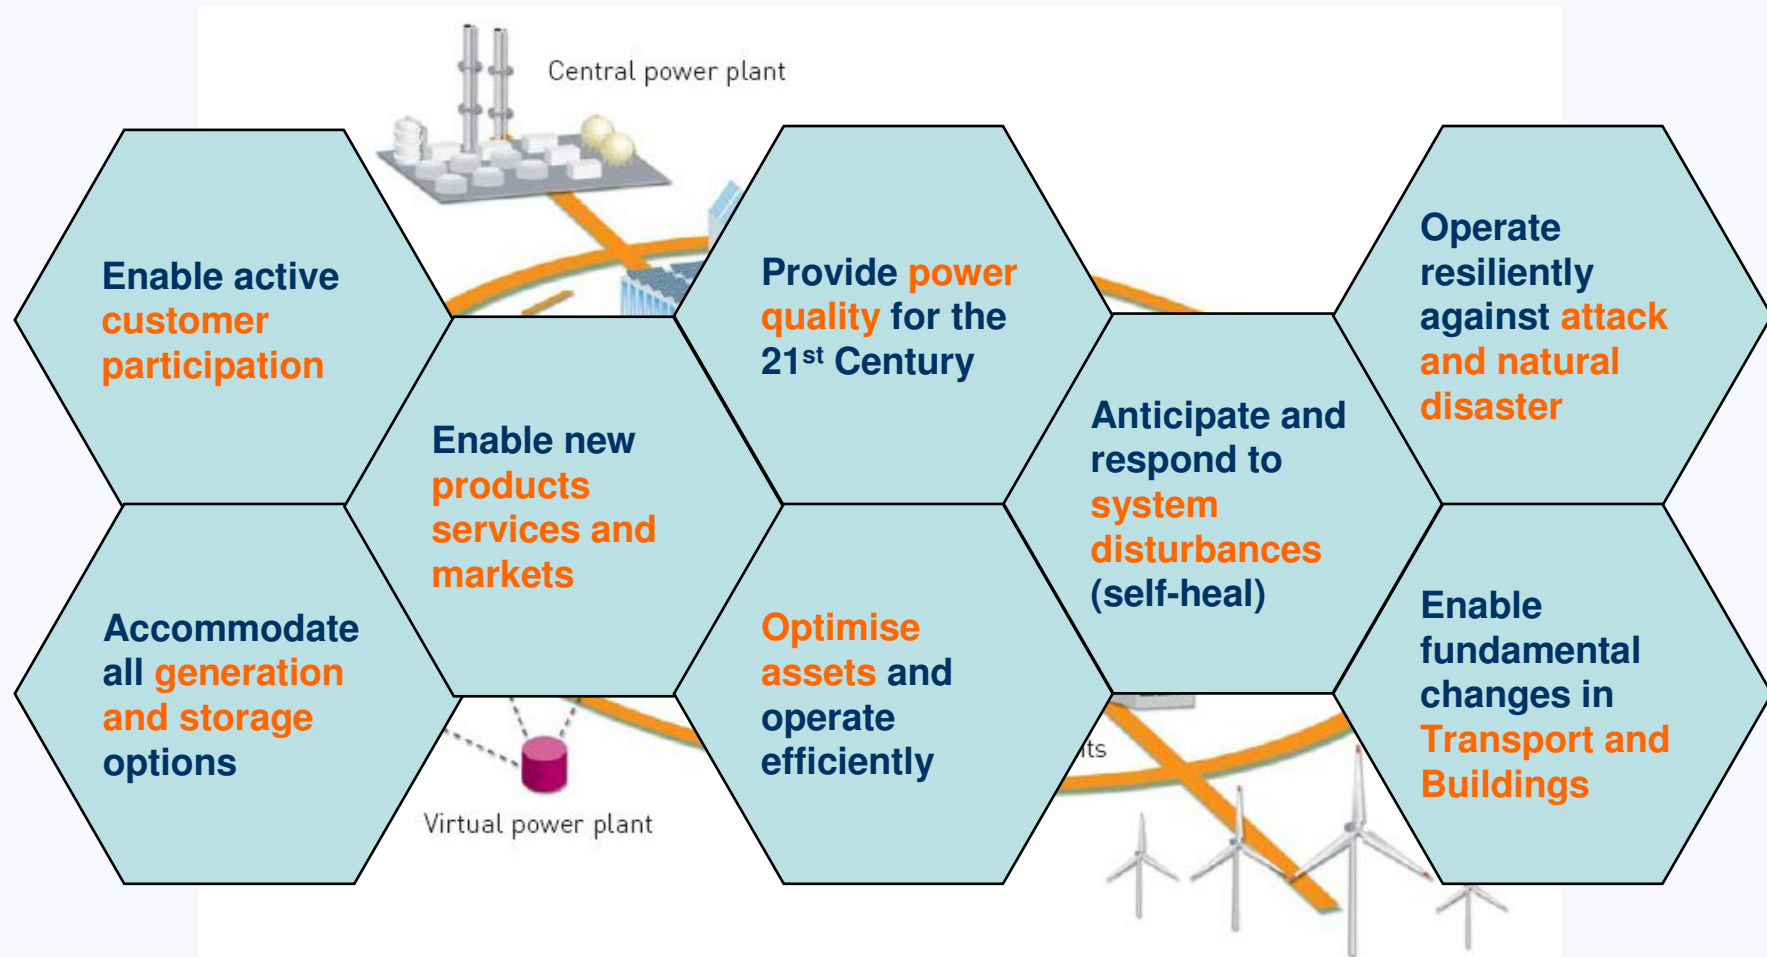 Central power plant
Enable active
customer
participation
Accommodate
all generation
and storage
options
Enable new
products
services and
markets
Provide power
quality for the
21st Century
Optimise
assets and
operate
efficiently
Anticipate and
respond to
system
disturbances
(self-heal)
Operate
resiliently
against attack
and natural
disaster
Enable
fundamental
changes in
Transport and
Buildings
Virtual power plant